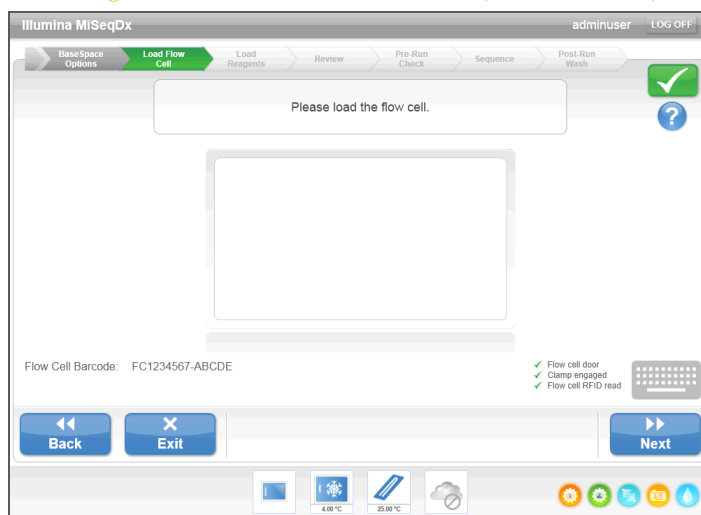 Illumina MiSeqDx
adminuser
LOG OFF
BaseSpace
Options
Load Flow
Cell
Load
Reagents
Review
Pre-Run
Check
Sequence
Post-Run
Wash
Please load the flow cell.
?
Flow Cell Barcode: FC1234567-ABCDE
Flow cell door
Clamp engaged
Flow cell RFID read
Back
Exit
Next
4.00 °C
25.00 °C